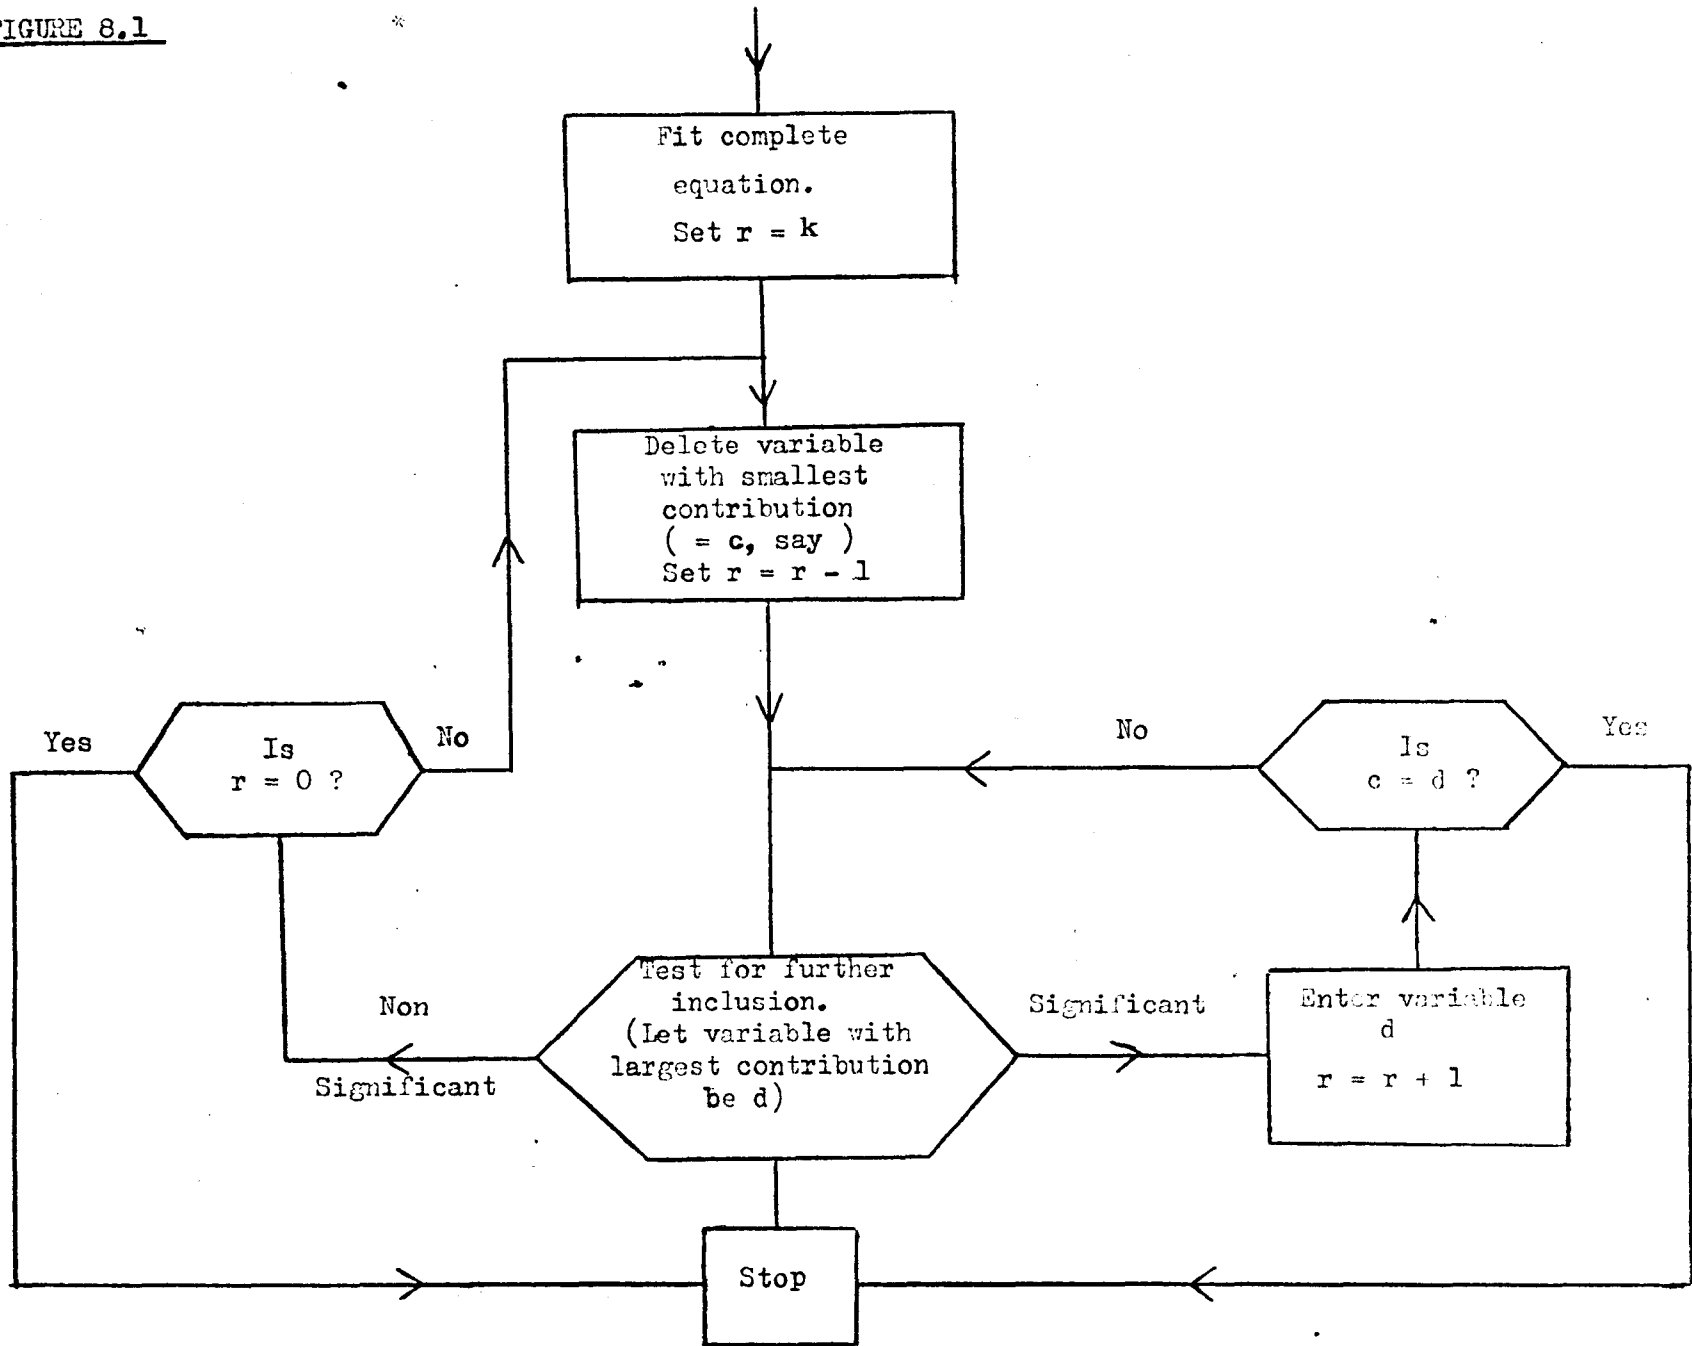 FIGURE 8.1
Fit complete
equation.
Set r = k
Delete variable
with smallest
contribution
( = c, say )
Set r = r - 1
Yes
Is
r = 0 ?
No
No
Is
c = d ?
Yes
Test for further
inclusion.
(Let variable with
largest contribution
be d)
Non
Significant
Significant
Enter variable
d
r = r + 1
Stop